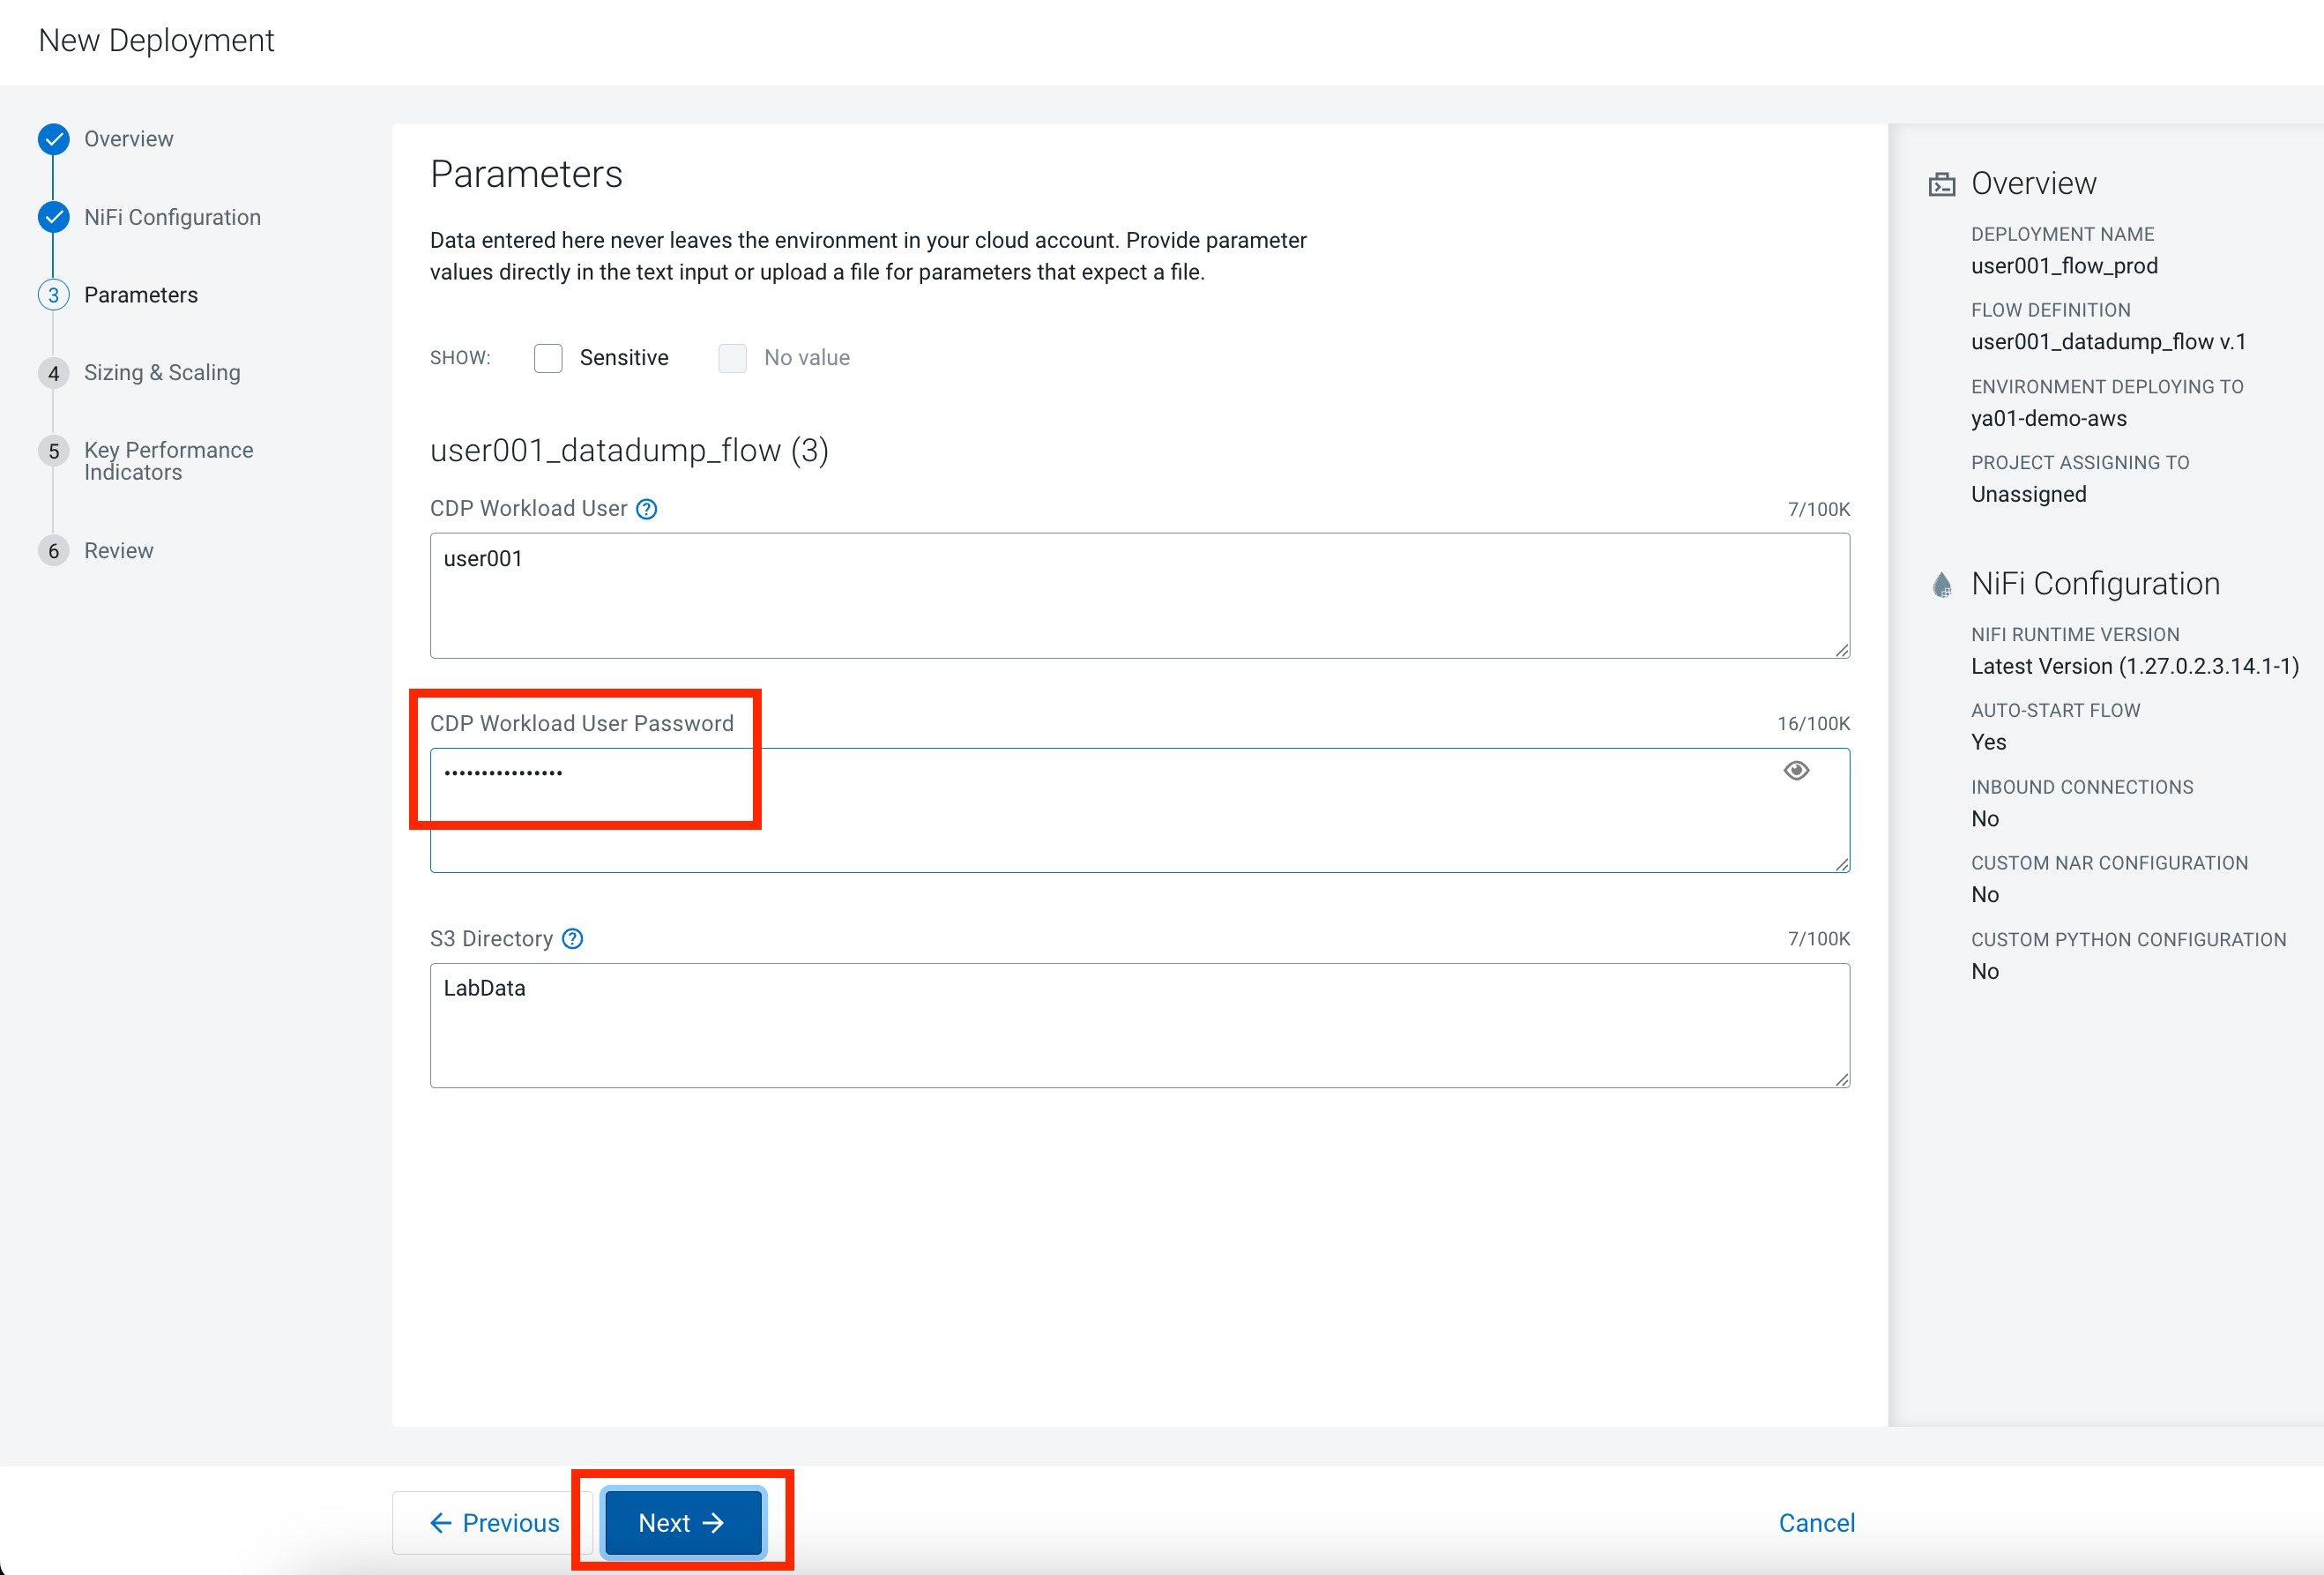 New Deployment
Overview
NiFi Configuration
3 Parameters
4 Sizing & Scaling
5 Key Performance
Indicators
6 Review
Parameters
Data entered here never leaves the environment in your cloud account. Provide parameter
values directly in the text input or upload a file for parameters that expect a file.
SHOW: Sensitive No value
user001_datadump_flow (3)
CDP Workload User ? 7/100K
user001
CDP Workload User Password 16/100K
••••••••••••••••
S3 Directory ? 7/100K
LabData
Overview
DEPLOYMENT NAME
user001_flow_prod
FLOW DEFINITION
user001_datadump_flow v.1
ENVIRONMENT DEPLOYING TO
ya01-demo-aws
PROJECT ASSIGNING TO
Unassigned
NiFi Configuration
NIFI RUNTIME VERSION
Latest Version (1.27.0.2.3.14.1-1)
AUTO-START FLOW
Yes
INBOUND CONNECTIONS
No
CUSTOM NAR CONFIGURATION
No
CUSTOM PYTHON CONFIGURATION
No
← Previous Next → Cancel